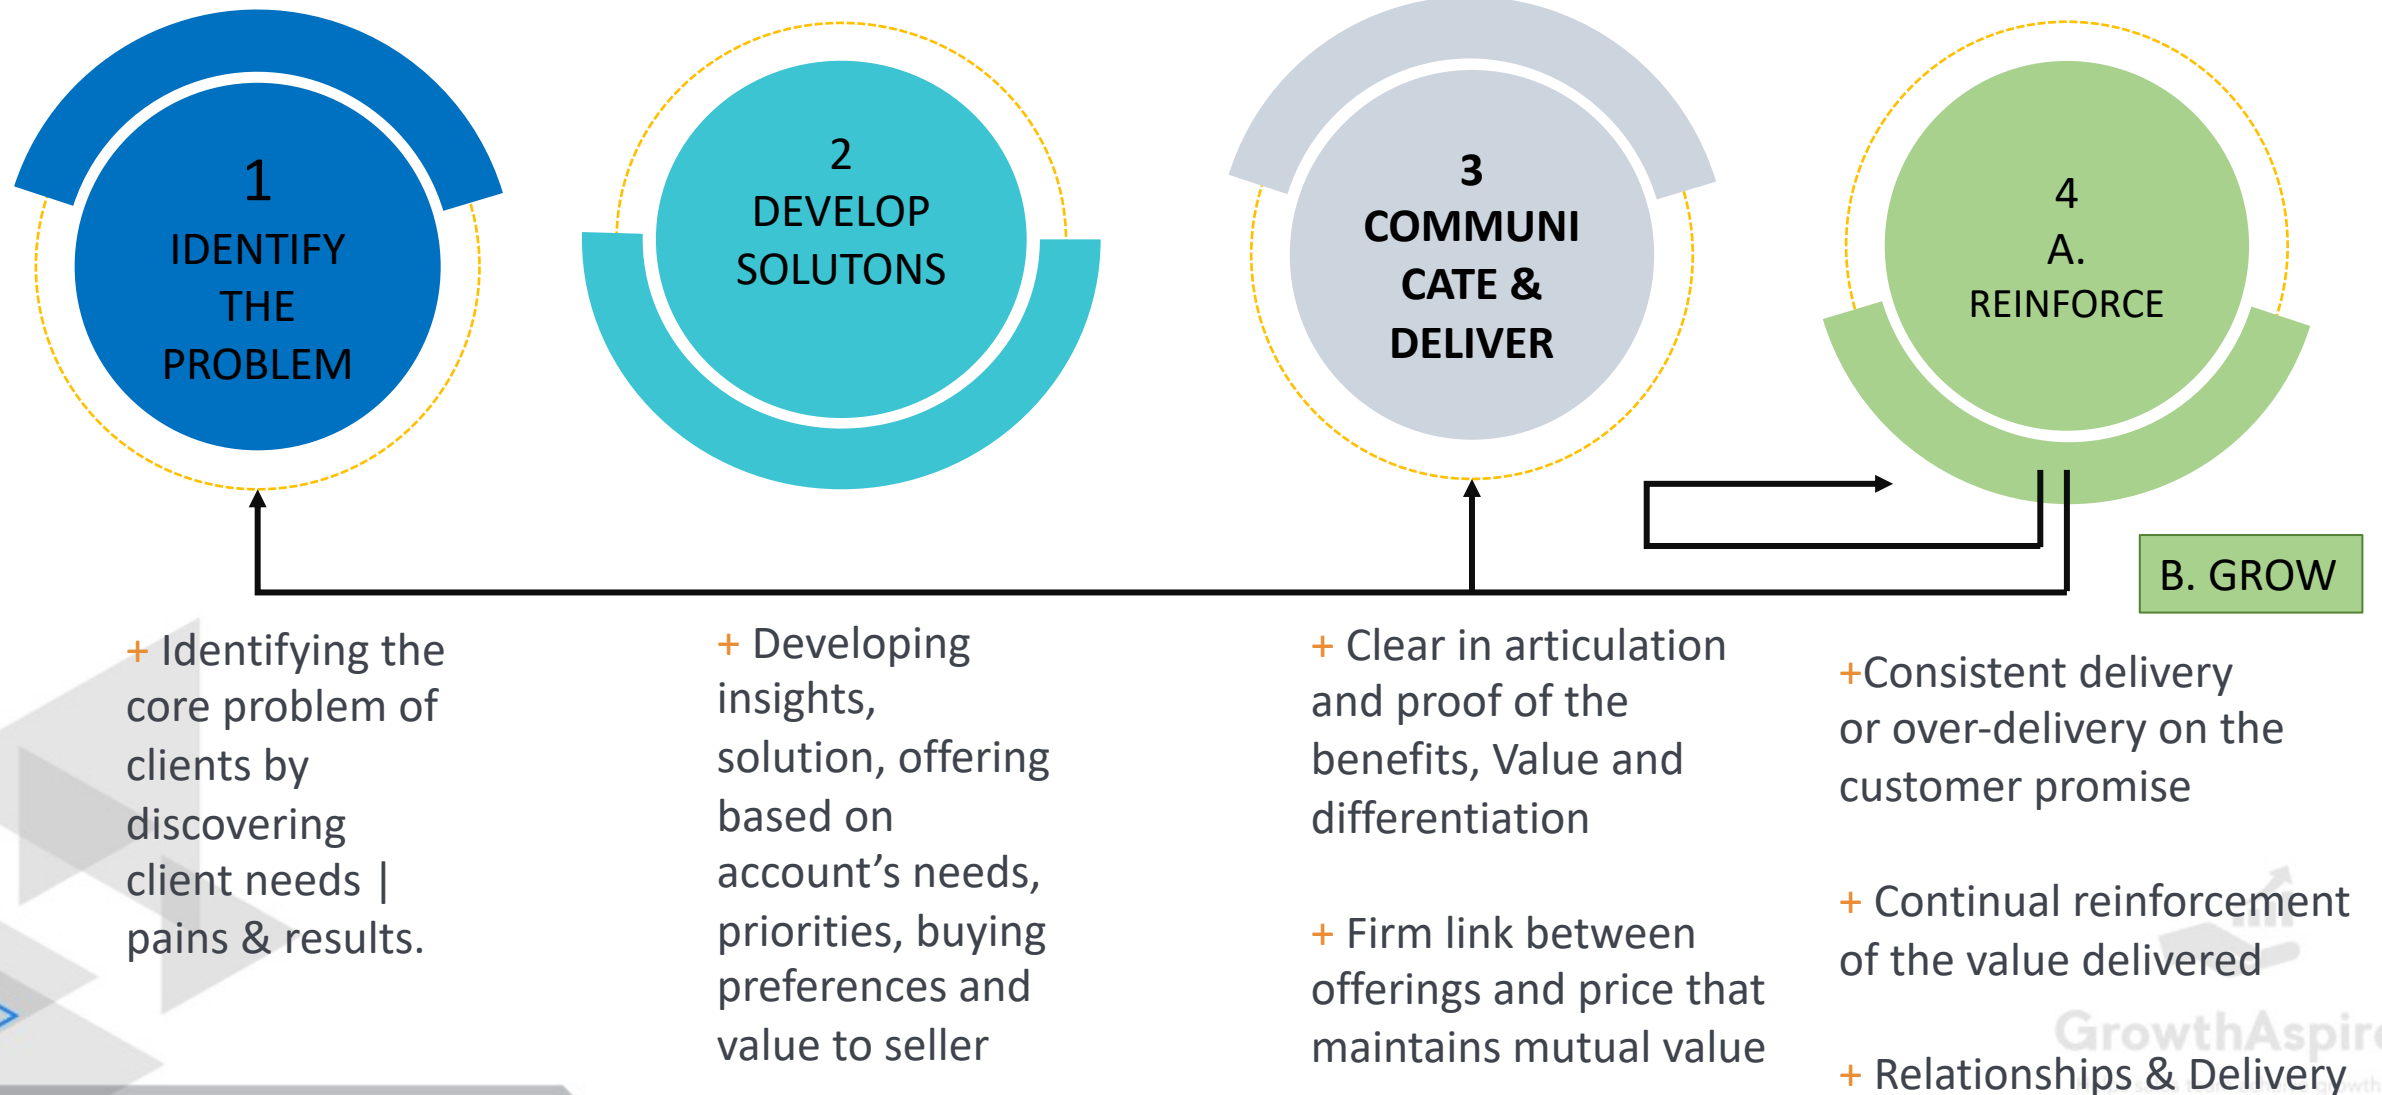 1
IDENTIFY
THE
PROBLEM
2
DEVELOP
SOLUTONS
3
COMMUNI
CATE &
DELIVER
4
A.
REINFORCE
B. GROW
+ Identifying the
core problem of
clients by
discovering
client needs |
pains & results.
+ Developing
insights,
solution, offering
based on
account’s needs,
priorities, buying
preferences and
value to seller
+ Clear in articulation
and proof of the
benefits, Value and
differentiation
+ Firm link between
offerings and price that
maintains mutual value
+Consistent delivery
or over-delivery on the
customer promise
+ Continual reinforcement
of the value delivered
+ Relationships & Delivery
GrowthAspire